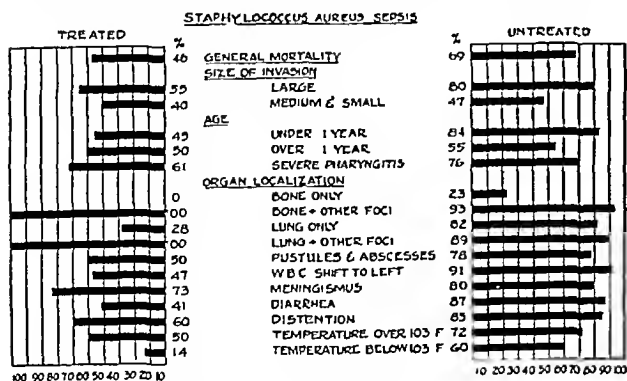 STAPHYLOCOCCUS AUREUS SEPSIS
TREATED UNTREATED
% %
46 GENERAL MORTALITY 69
SIZE OF INVASION
55 LARGE 80
40 MEDIUM & SMALL 47
AGE
45 UNDER 1 YEAR 84
50 OVER 1 YEAR 55
61 SEVERE PHARYNGITIS 76
ORGAN LOCALIZATION
0 BONE ONLY 23
00 BONE + OTHER FOCI 93
28 LUNG ONLY 82
00 LUNG + OTHER FOCI 89
50 PUSTULES & ABSCESSES 78
47 WBC SHIFT TO LEFT 91
73 MENINGISMUS 80
41 DIARRHEA 87
60 DISTENTION 85
50 TEMPERATURE OVER 103 F 72
14 TEMPERATURE BELOW 103 F 60
100 90 80 70 60 50 40 30 20 10 10 20 30 40 50 60 70 80 90 100